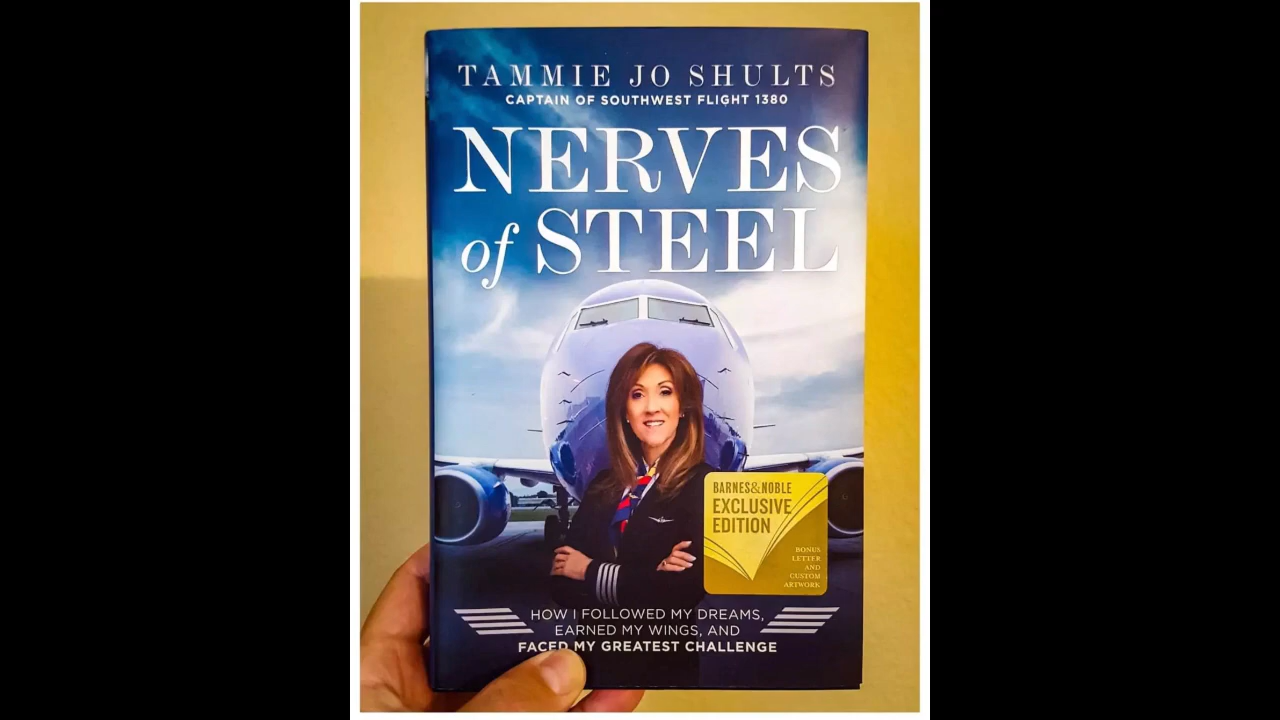 TAMMIE JO SHULTS
CAPTAIN OF SOUTHWEST FLIGHT 1380
NERVES
of STEEL
BARNES&NOBLE
EXCLUSIVE
EDITION
BONUS
LETTER
AND
CUSTOM
ARTWORK
HOW I FOLLOWED MY DREAMS,
EARNED MY WINGS, AND
FACED MY GREATEST CHALLENGE